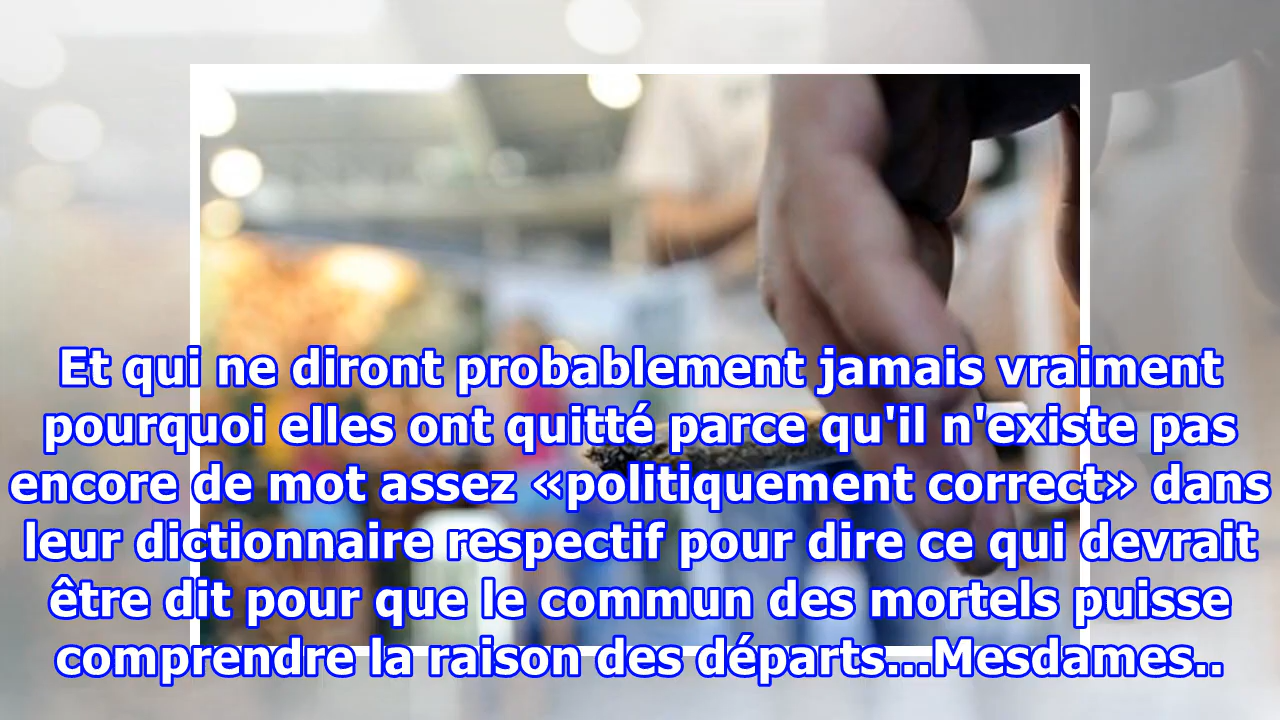 Et qui ne diront probablement jamais vraiment
pourquoi elles ont quitté parce qu'il n'existe pas
encore de mot assez «politiquement correct» dans
leur dictionnaire respectif pour dire ce qui devrait
être dit pour que le commun des mortels puisse
comprendre la raison des départs...Mesdames..